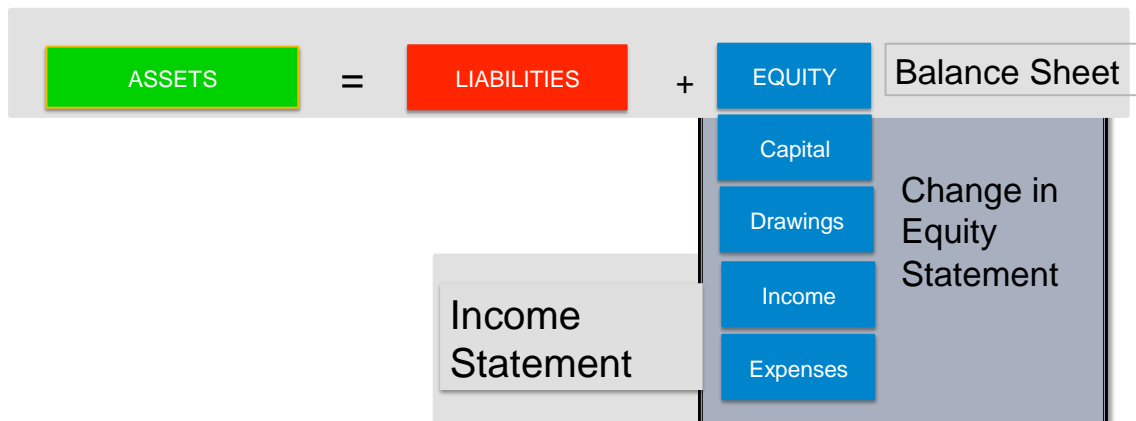 ASSETS = LIABILITIES + EQUITY Balance Sheet
Capital
Drawings
Change in
Equity
Statement
Income
Expenses
Income
Statement